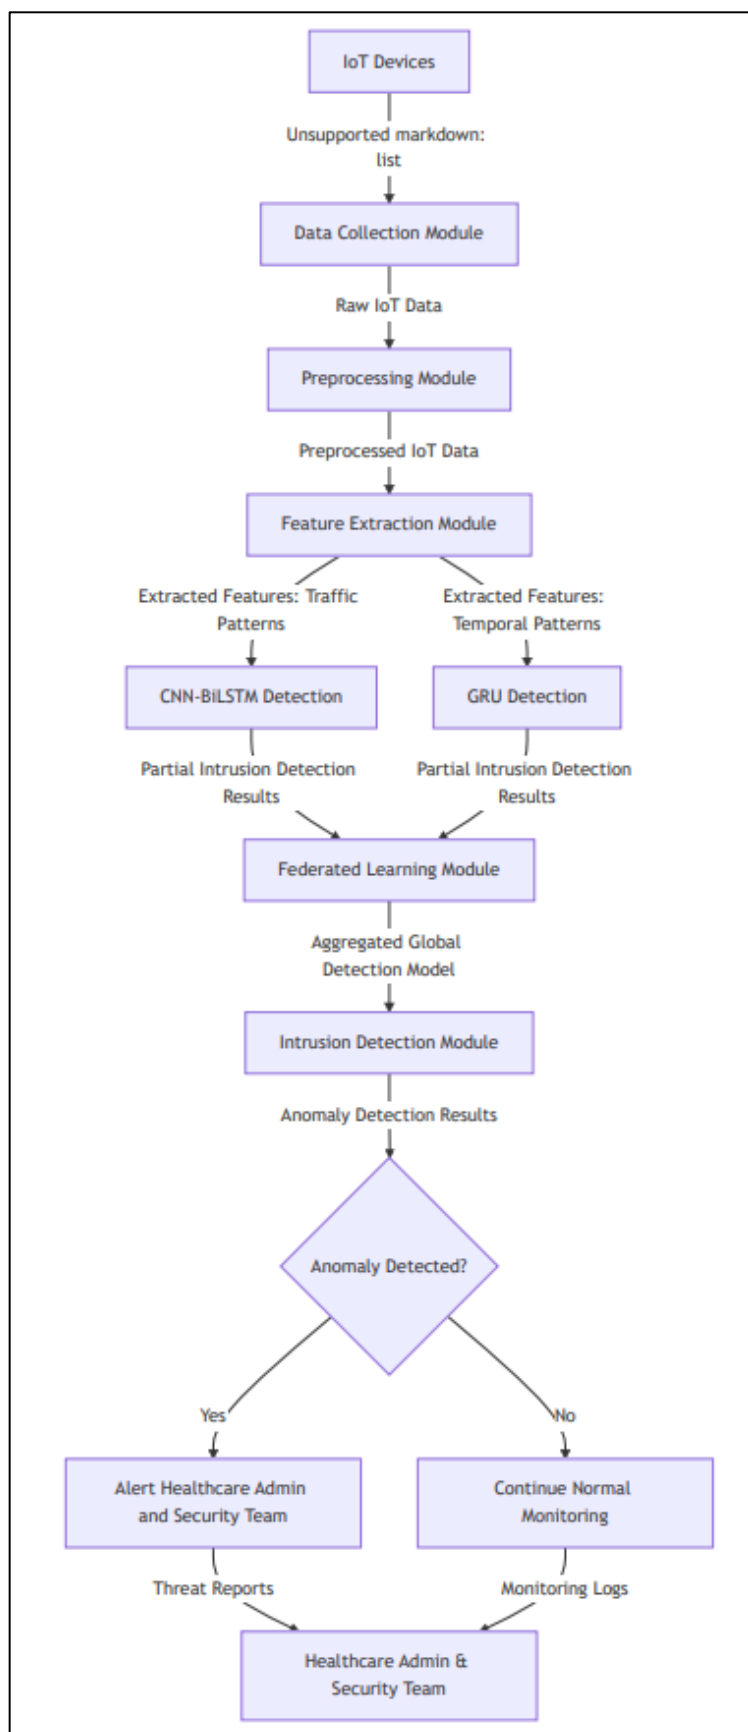 IoT Devices
Unsupported markdown:
list
Data Collection Module
Raw IoT Data
Preprocessing Module
Preprocessed IoT Data
Feature Extraction Module
Extracted Features: Traffic
Patterns
Extracted Features:
Temporal Patterns
CNN-BiLSTM Detection
GRU Detection
Partial Intrusion Detection
Results
Partial Intrusion Detection
Results
Federated Learning Module
Aggregated Global
Detection Model
Intrusion Detection Module
Anomaly Detection Results
Anomaly Detected?
Yes
No
Alert Healthcare Admin
and Security Team
Continue Normal
Monitoring
Threat Reports
Monitoring Logs
Healthcare Admin &
Security Team